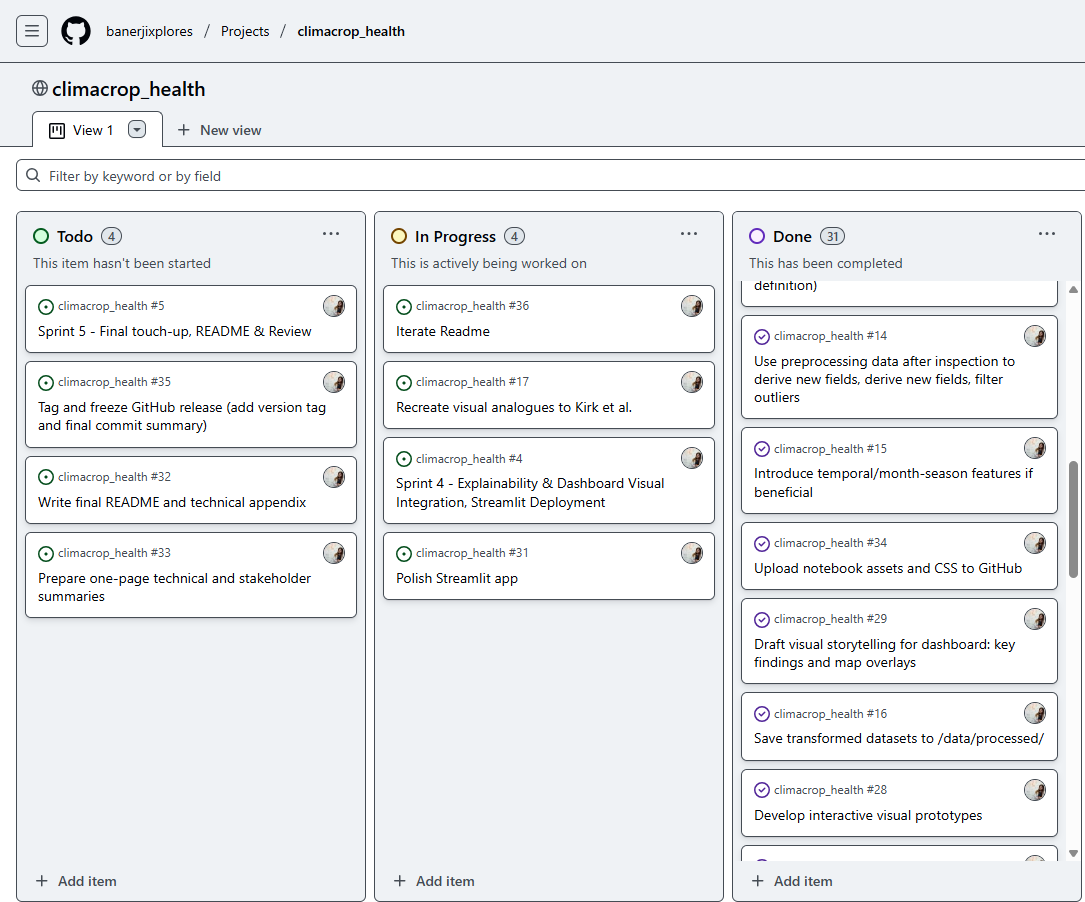 banerjixplores / Projects / climacrop_health
climacrop_health
View 1
New view
Filter by keyword or by field
Todo 4
This item hasn't been started
climacrop_health #5
Sprint 5 - Final touch-up, README & Review
climacrop_health #35
Tag and freeze GitHub release (add version tag
and final commit summary)
climacrop_health #32
Write final README and technical appendix
climacrop_health #33
Prepare one-page technical and stakeholder
summaries
Add item
In Progress 4
This is actively being worked on
climacrop_health #36
Iterate Readme
climacrop_health #17
Recreate visual analogues to Kirk et al.
climacrop_health #4
Sprint 4 - Explainability & Dashboard Visual
Integration, Streamlit Deployment
climacrop_health #31
Polish Streamlit app
Add item
Done 31
This has been completed
definition)
climacrop_health #14
Use preprocessing data after inspection to
derive new fields, derive new fields, filter
outliers
climacrop_health #15
Introduce temporal/month-season features if
beneficial
climacrop_health #34
Upload notebook assets and CSS to GitHub
climacrop_health #29
Draft visual storytelling for dashboard: key
findings and map overlays
climacrop_health #16
Save transformed datasets to /data/processed/
climacrop_health #28
Develop interactive visual prototypes
Add item